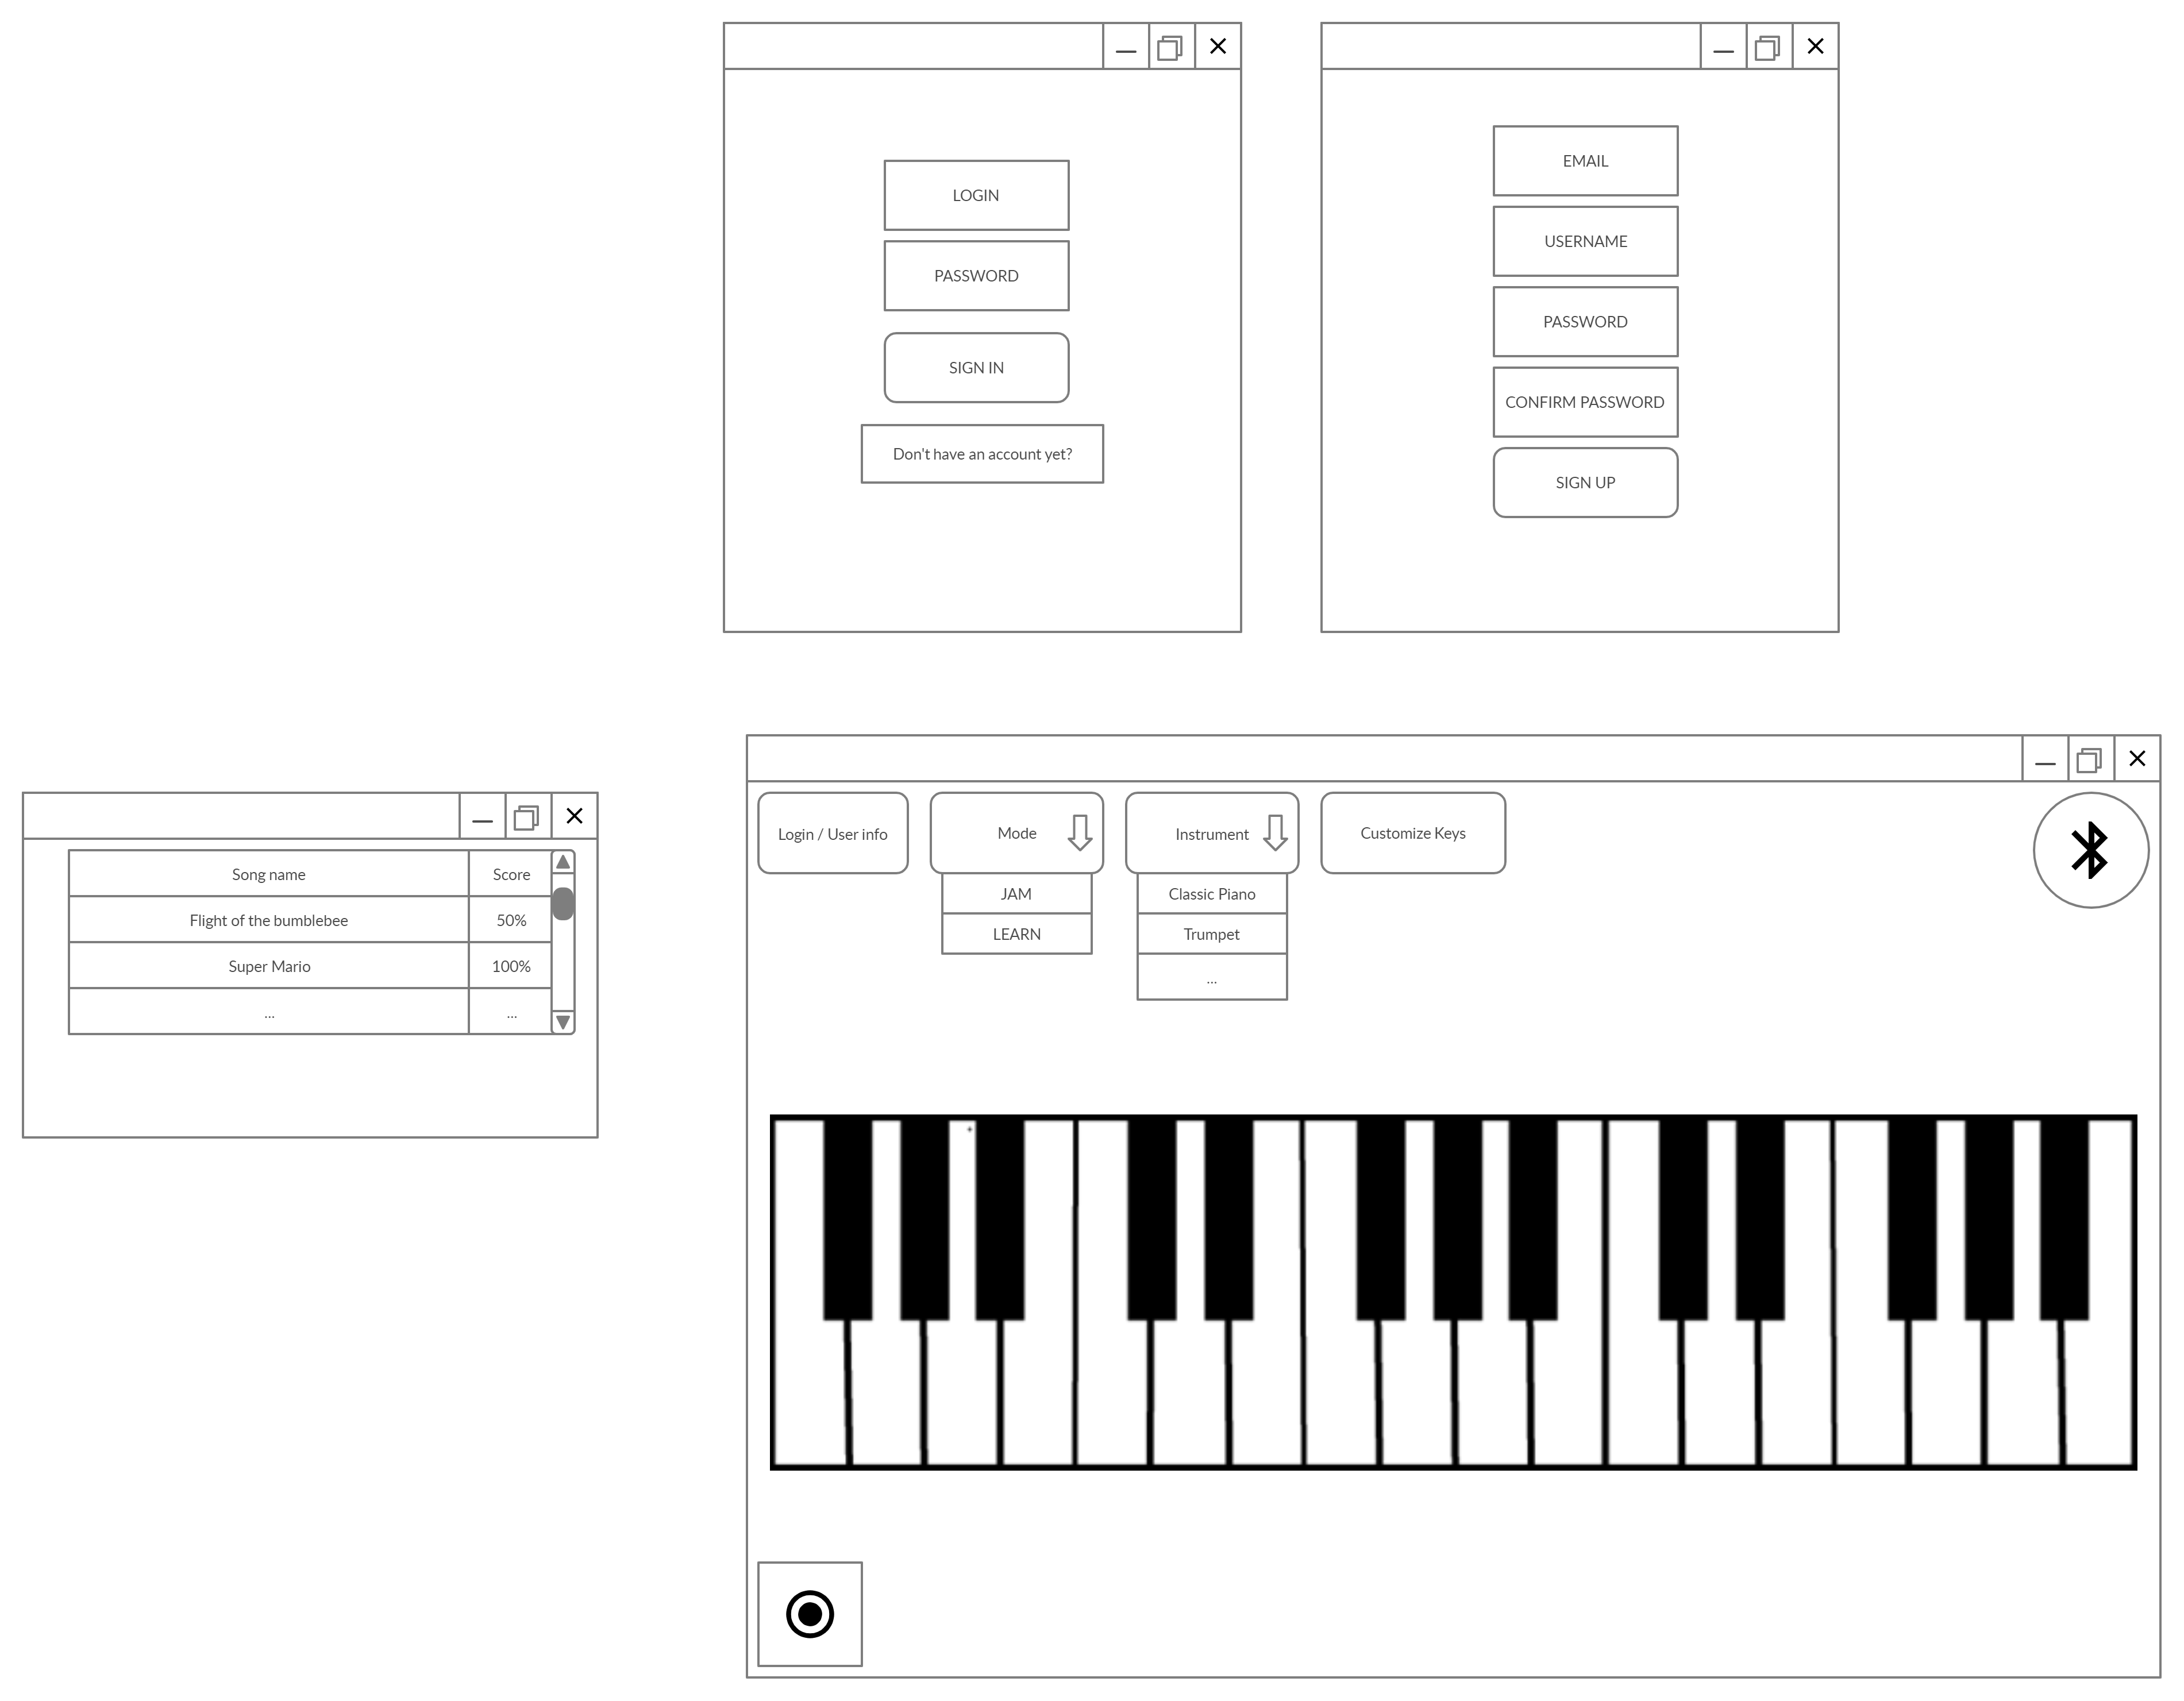 LOGIN
PASSWORD
SIGN IN
Don't have an account yet?
EMAIL
USERNAME
PASSWORD
CONFIRM PASSWORD
SIGN UP
Song name Score
Flight of the bumblebee 50%
Super Mario 100%
... ...
Login / User info Mode Instrument Customize Keys
JAM Classic Piano
LEARN Trumpet
...